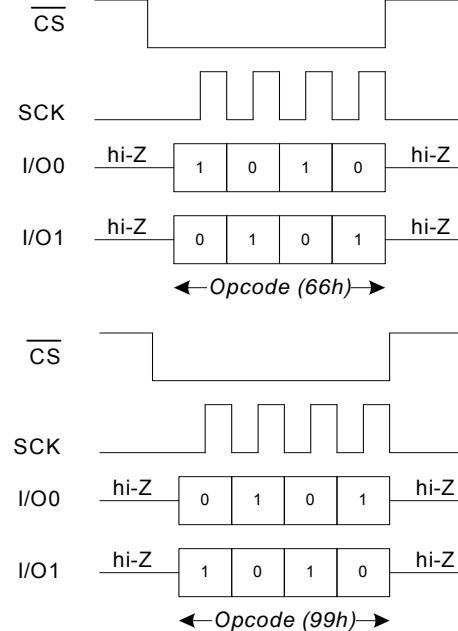 CS
SCK
hi-Z hi-Z
I/O0 1 0 1 0
hi-Z hi-Z
I/O1 0 1 0 1
Opcode (66h)
CS
SCK
hi-Z hi-Z
I/O0 0 1 0 1
hi-Z hi-Z
I/O1 1 0 1 0
Opcode (99h)